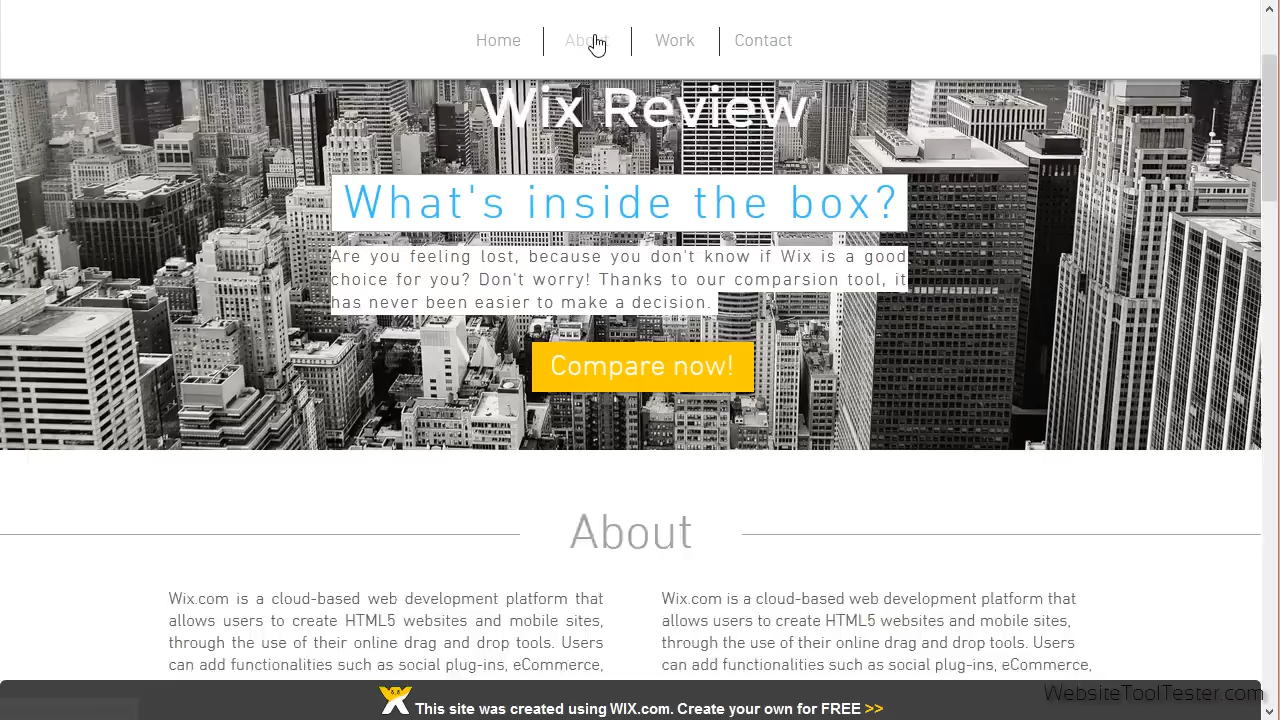 Home
About
Work
Contact
Wix Review
What's inside the box?
Are you feeling lost, because you don't know if Wix is a good
choice for you? Don't worry! Thanks to our comparsion tool, it
has never been easier to make a decision.
Compare now!
About
Wix.com is a cloud-based web development platform that
allows users to create HTML5 websites and mobile sites,
through the use of their online drag and drop tools. Users
can add functionalities such as social plug-ins, eCommerce,
Wix.com is a cloud-based web development platform that
allows users to create HTML5 websites and mobile sites,
through the use of their online drag and drop tools. Users
can add functionalities such as social plug-ins, eCommerce,
This site was created using WIX.com. Create your own for FREE >>
WebsiteToolTester.com